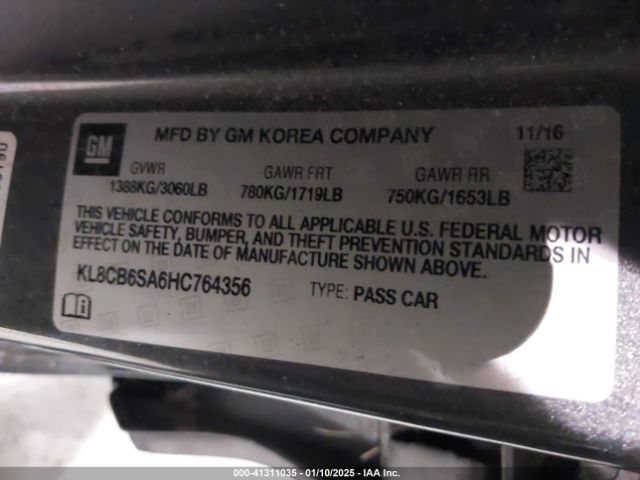 GM
MFD BY GM KOREA COMPANY 11/16
GVWR GAWR FRT GAWR RR
1388KG/3060LB 780KG/1719LB 750KG/1653LB
THIS VEHICLE CONFORMS TO ALL APPLICABLE U.S. FEDERAL MOTOR
VEHICLE SAFETY, BUMPER, AND THEFT PREVENTION STANDARDS IN
EFFECT ON THE DATE OF MANUFACTURE SHOWN ABOVE.
KL8CB6SA6HC764356 TYPE: PASS CAR
000-41311035 - 01/10/2025 - IAA Inc.